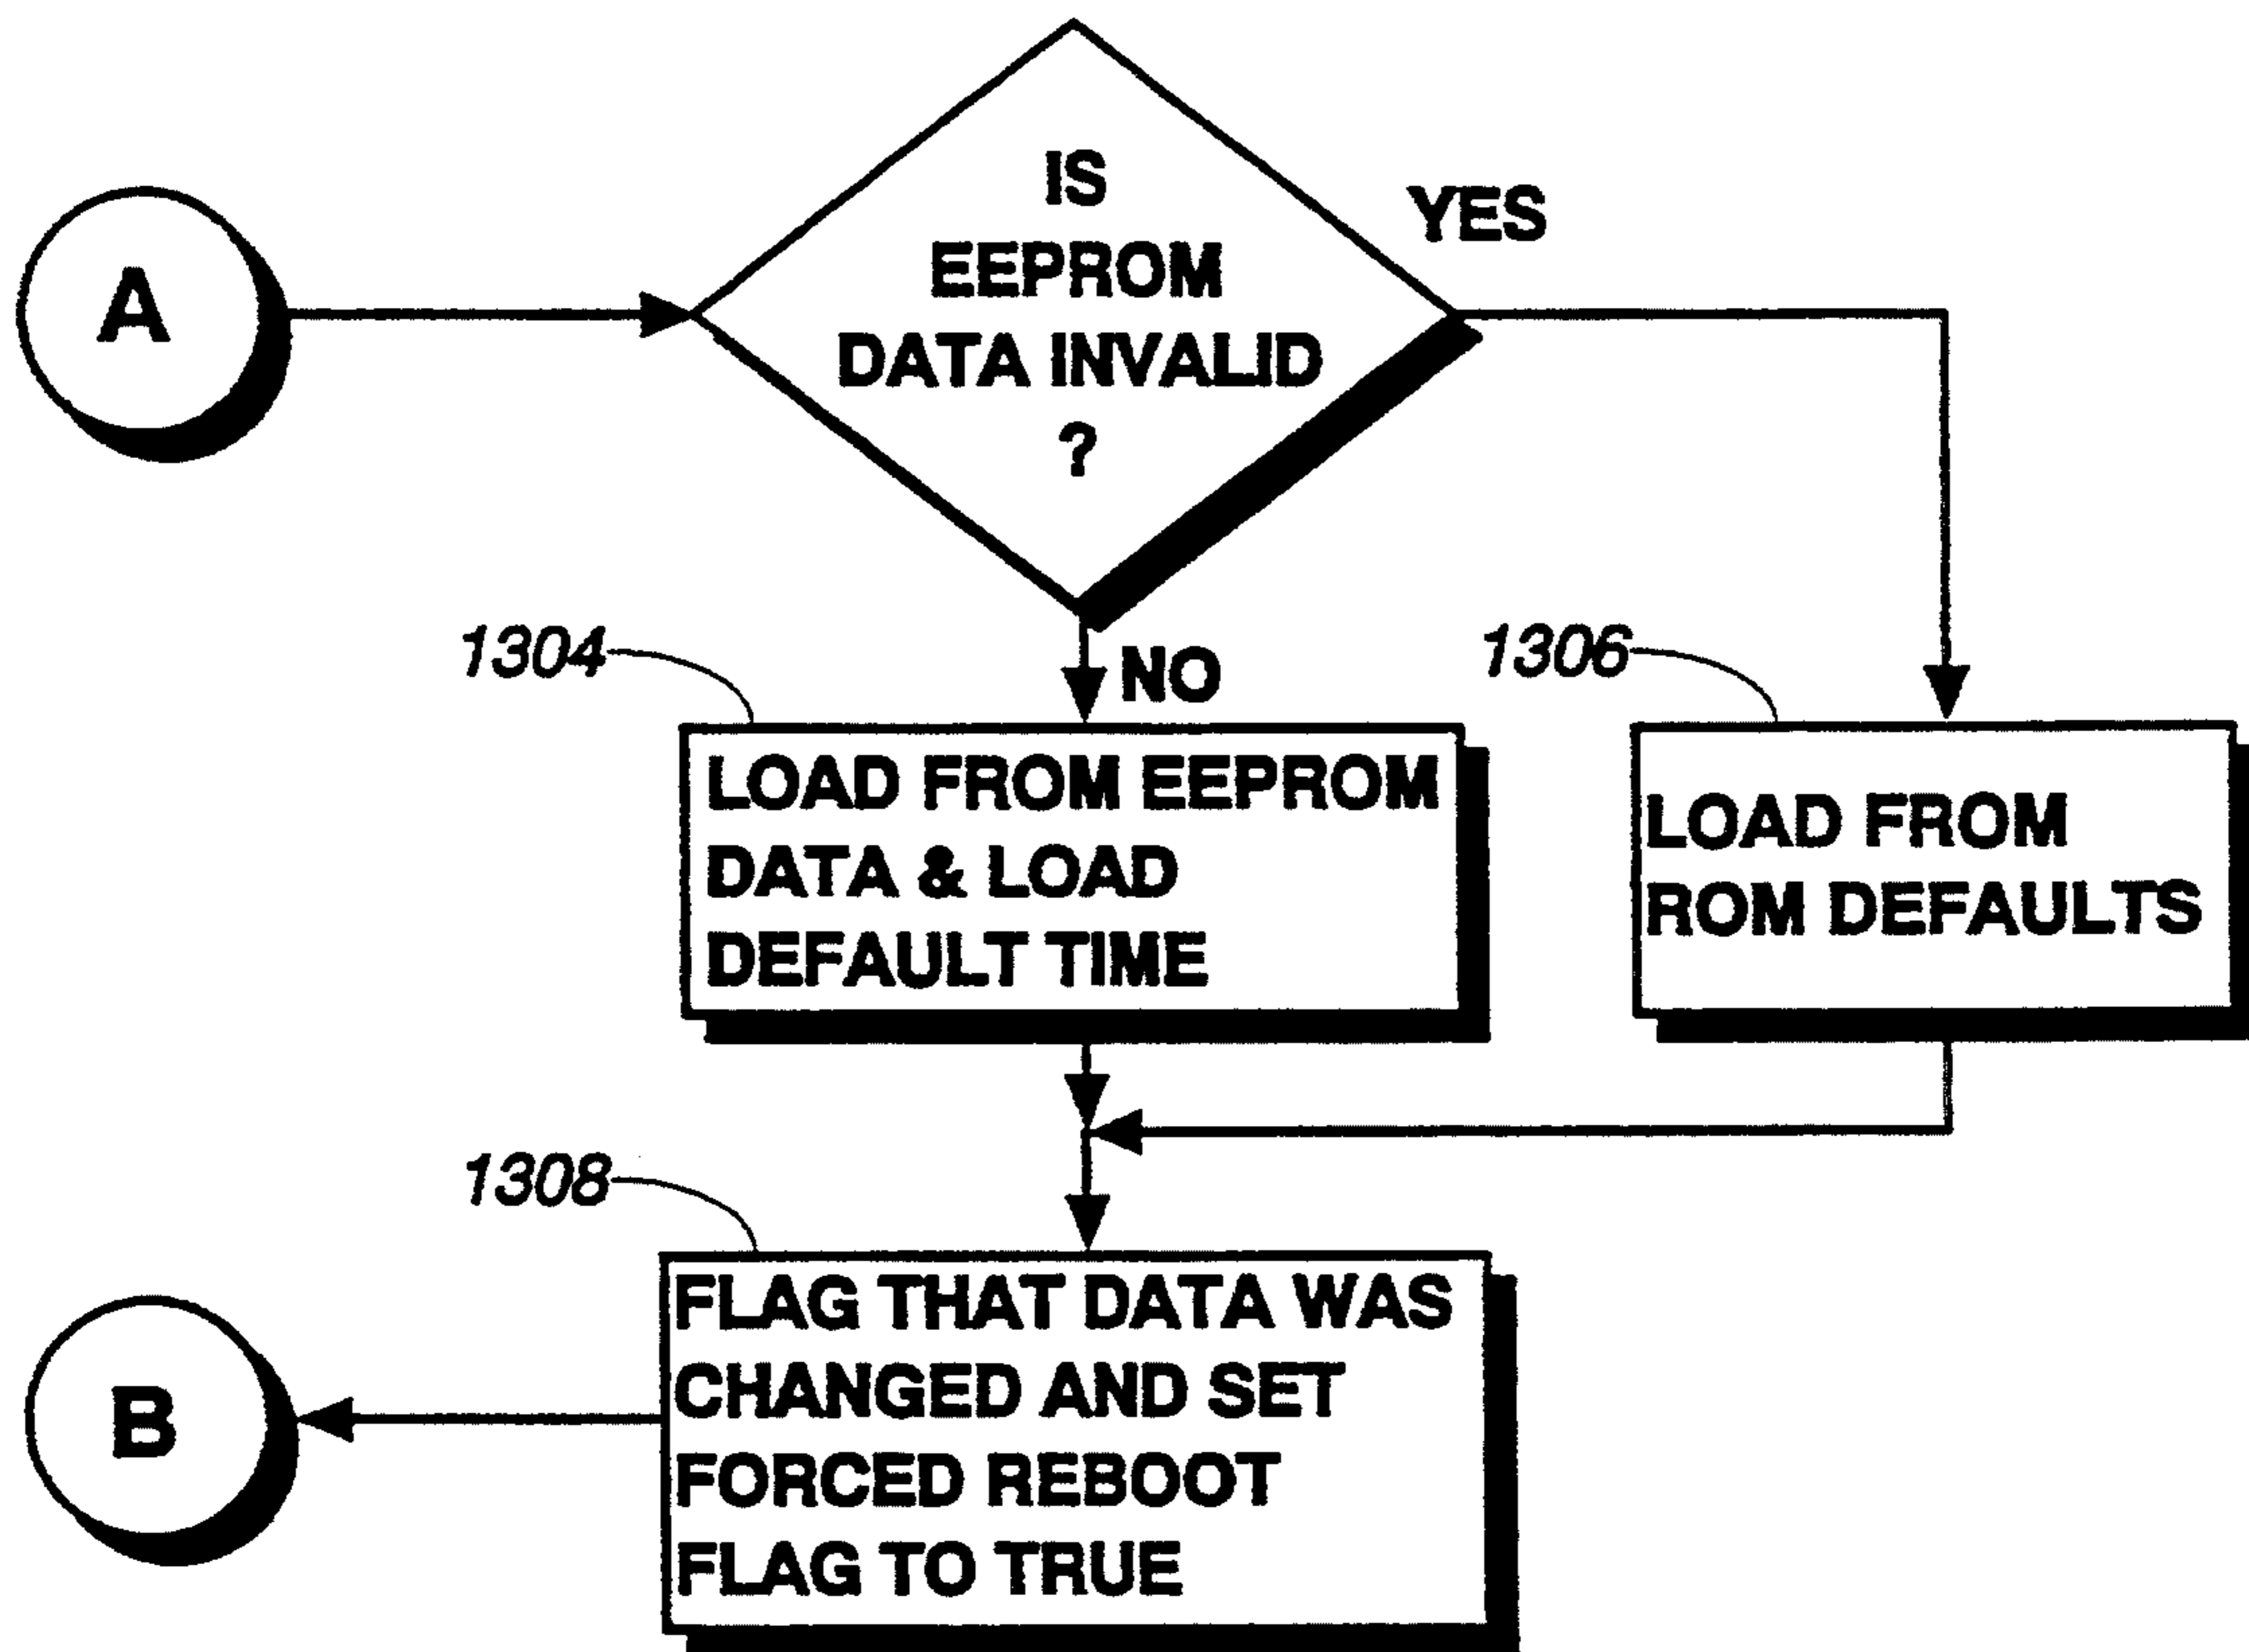 A
IS
EEPROM
DATA INVALID
?
YES
NO
1304
LOAD FROM EEPROM
DATA & LOAD
DEFAULT TIME
1306
LOAD FROM
ROM DEFAULTS
1308
FLAG THAT DATA WAS
CHANGED AND SET
FORCED REBOOT
FLAG TO TRUE
B